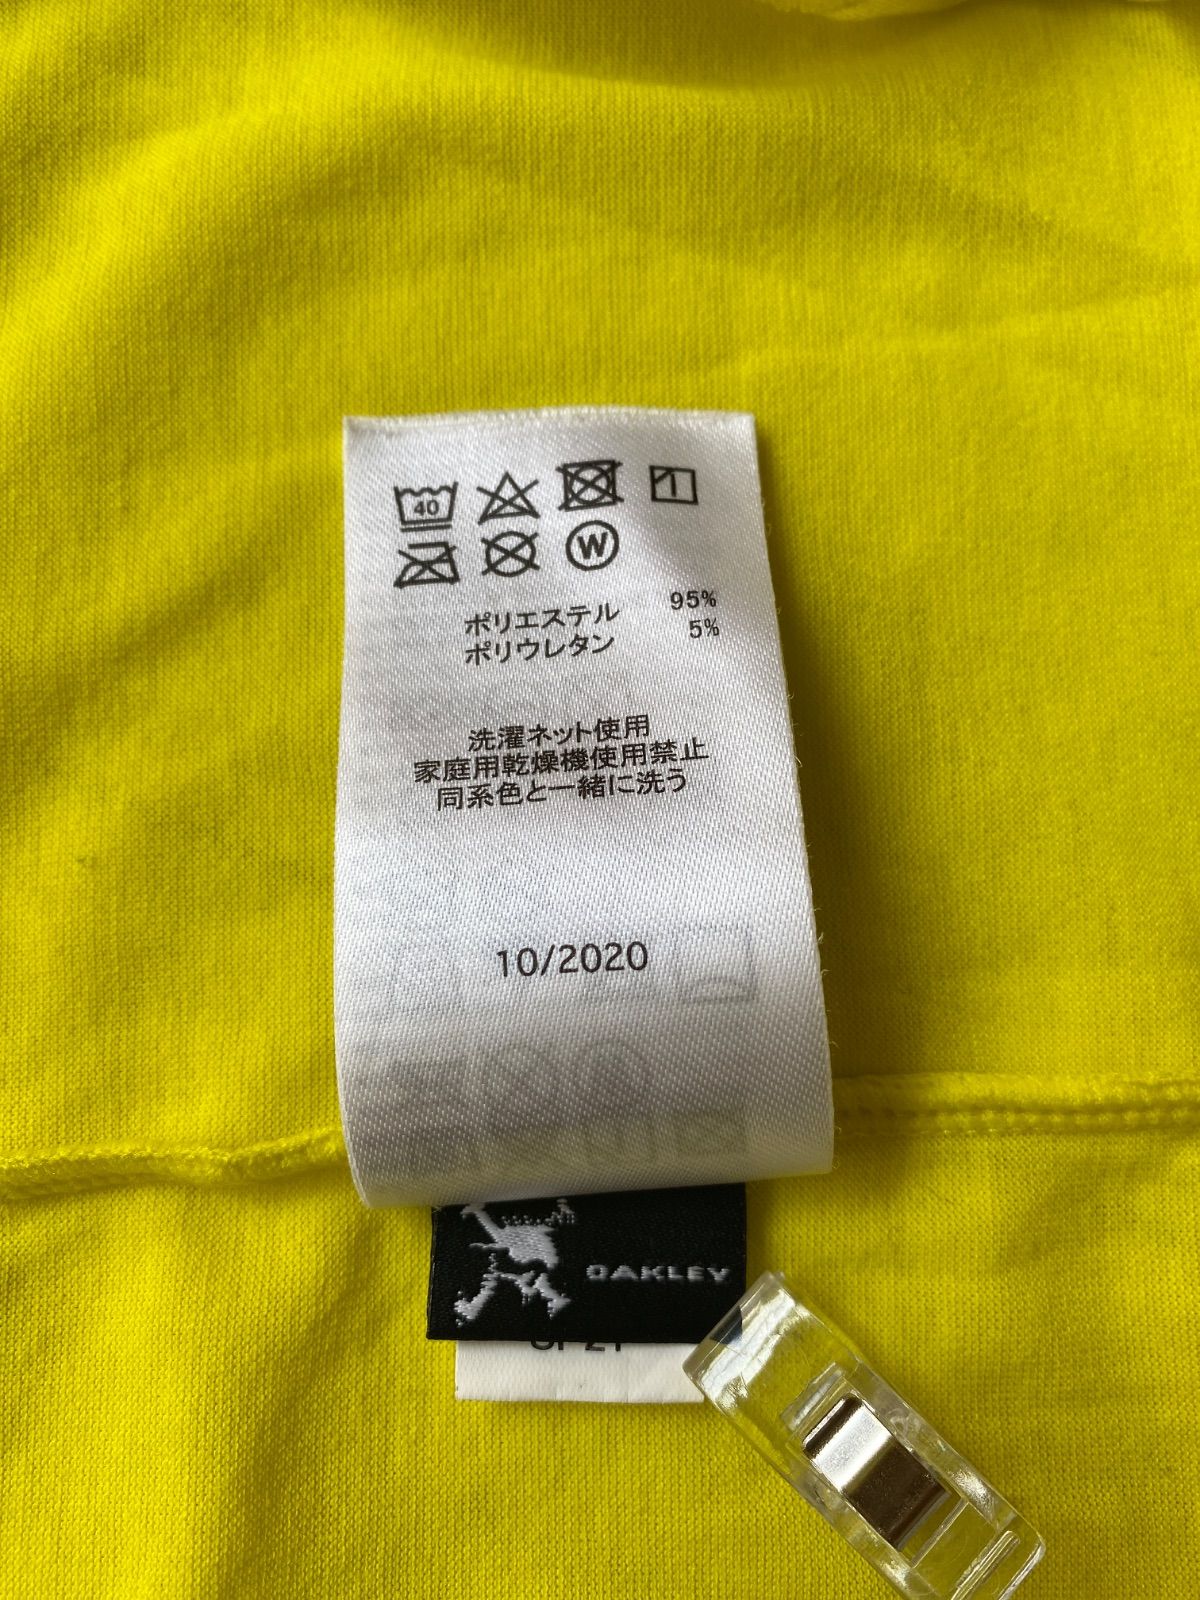 40
W
ポリエステル 95%
ポリウレタン 5%
洗濯ネット使用
家庭用乾燥機使用禁止
同系色と一緒に洗う
10/2020
OAKLEY